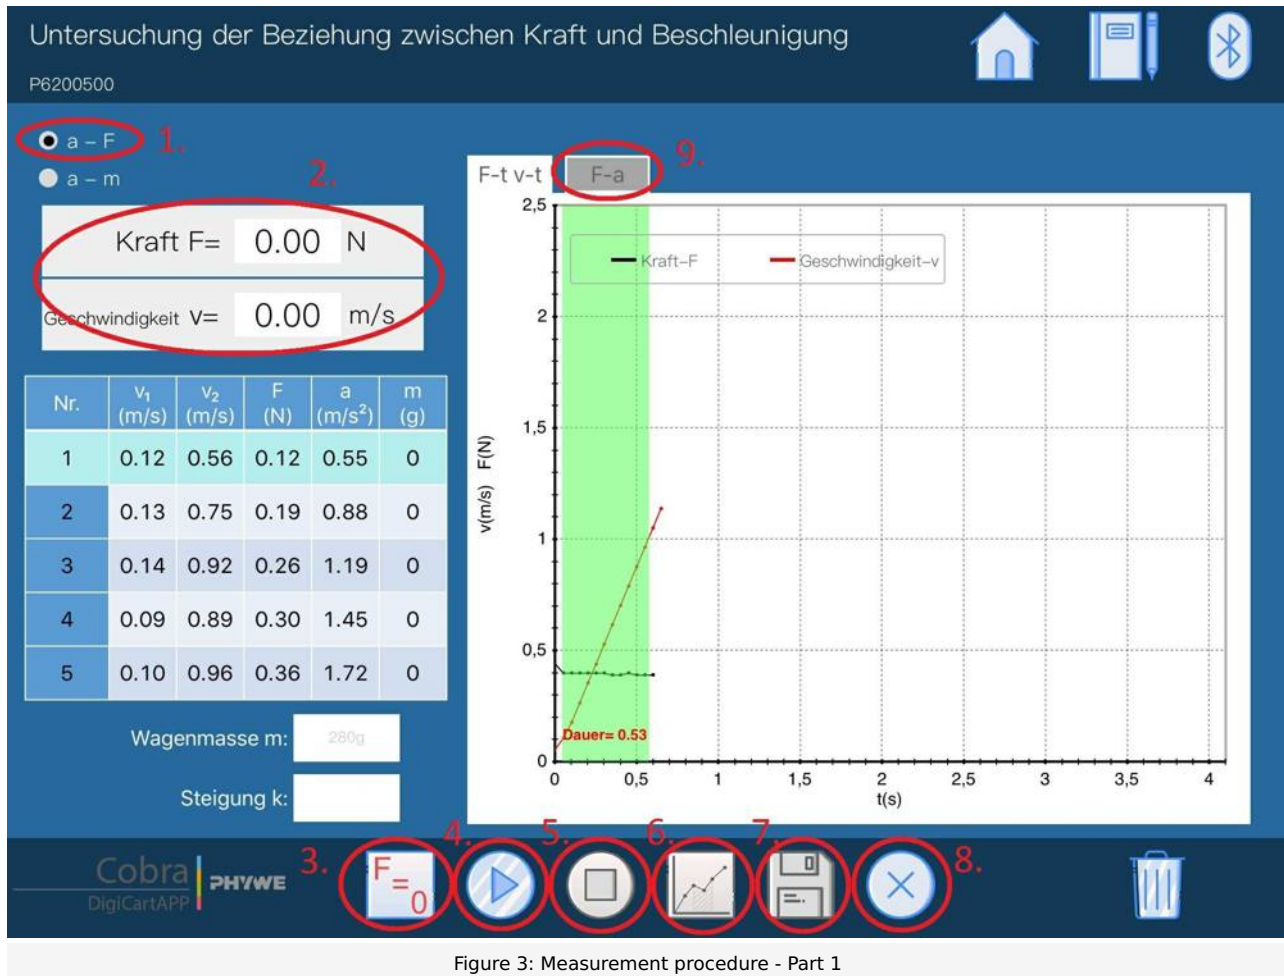 Untersuchung der Beziehung zwischen Kraft und Beschleunigung
P6200500
a – F 1.
a – m
2.
Kraft F= 0.00 N
Geschwindigkeit v= 0.00 m/s
Nr. v₁ (m/s) v₂ (m/s) F (N) a (m/s²) m (g)
1 0.12 0.56 0.12 0.55 0
2 0.13 0.75 0.19 0.88 0
3 0.14 0.92 0.26 1.19 0
4 0.09 0.89 0.30 1.45 0
5 0.10 0.96 0.36 1.72 0
Wagenmasse m: 280g
Steigung k:
F-t v-t F-a 9.
Kraft-F Geschwindigkeit-v
2,5
2
1,5
1
0,5
0
v(m/s) F(N)
Dauer= 0.53
0 0,5 1 1,5 2 2,5 3 3,5 4
t(s)
3. 4. 5. 6. 7. 8.
F=0
Cobra
DigiCartAPP
PHYWE
Figure 3: Measurement procedure - Part 1